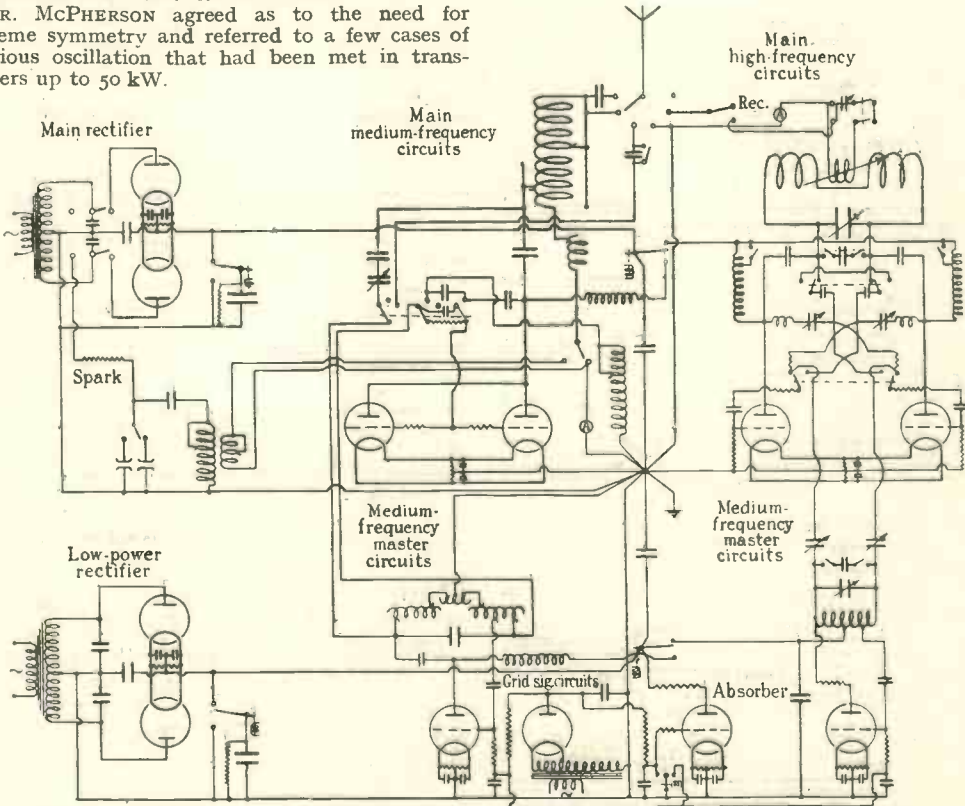 R. MCPHERSON agreed as to the need for
eme symmetry and referred to a few cases of
ious oscillation that had been met in trans-
ers up to 50 kW.
Main rectifier
Main
medium-frequency
circuits
Main
high-frequency
circuits
Rec.
A
Spark
A
Medium-
frequency
master
circuits
Medium-
frequency
master
circuits
Low-power
rectifier
Grid sig. circuits
Absorber